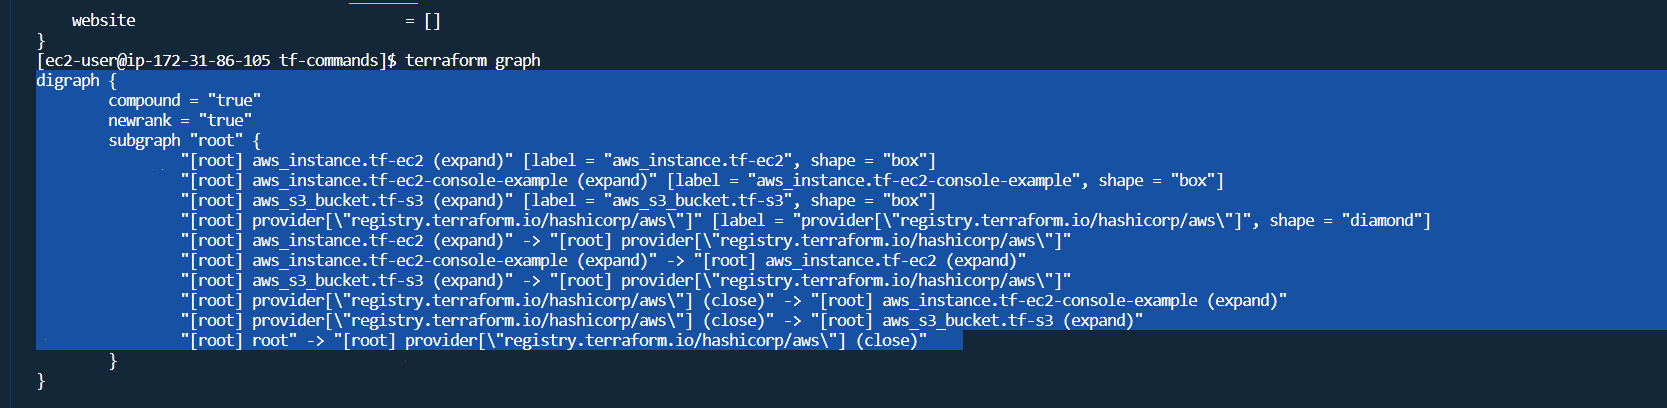 website = []
}
[ec2-user@ip-172-31-86-105 tf-commands]$ terraform graph
digraph {
compound = "true"
newrank = "true"
subgraph "root" {
"[root] aws_instance.tf-ec2 (expand)" [label = "aws_instance.tf-ec2", shape = "box"]
"[root] aws_instance.tf-ec2-console-example (expand)" [label = "aws_instance.tf-ec2-console-example", shape = "box"]
"[root] aws_s3_bucket.tf-s3 (expand)" [label = "aws_s3_bucket.tf-s3", shape = "box"]
"[root] provider[\"registry.terraform.io/hashicorp/aws\"]" [label = "provider[\"registry.terraform.io/hashicorp/aws\"]", shape = "diamond"]
"[root] aws_instance.tf-ec2 (expand)" -> "[root] provider[\"registry.terraform.io/hashicorp/aws\"]"
"[root] aws_instance.tf-ec2-console-example (expand)" -> "[root] aws_instance.tf-ec2 (expand)"
"[root] aws_s3_bucket.tf-s3 (expand)" -> "[root] provider[\"registry.terraform.io/hashicorp/aws\"]"
"[root] provider[\"registry.terraform.io/hashicorp/aws\"] (close)" -> "[root] aws_instance.tf-ec2-console-example (expand)"
"[root] provider[\"registry.terraform.io/hashicorp/aws\"] (close)" -> "[root] aws_s3_bucket.tf-s3 (expand)"
"[root] root" -> "[root] provider[\"registry.terraform.io/hashicorp/aws\"] (close)"
}
}